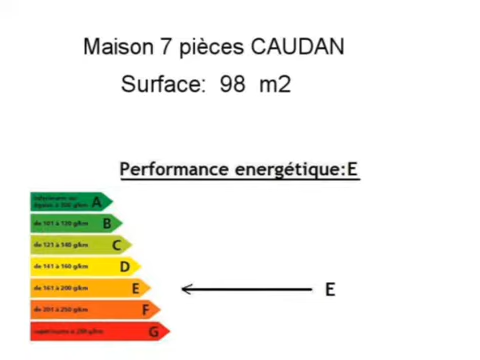 Maison 7 pièces CAUDAN
Surface: 98 m2
Performance energétique:E
A
de 101 à 120 g/km B
de 121 à 140 g/km C
de 141 à 160 g/km D
de 161 à 200 g/km E
E
de 201 à 250 g/km F
G